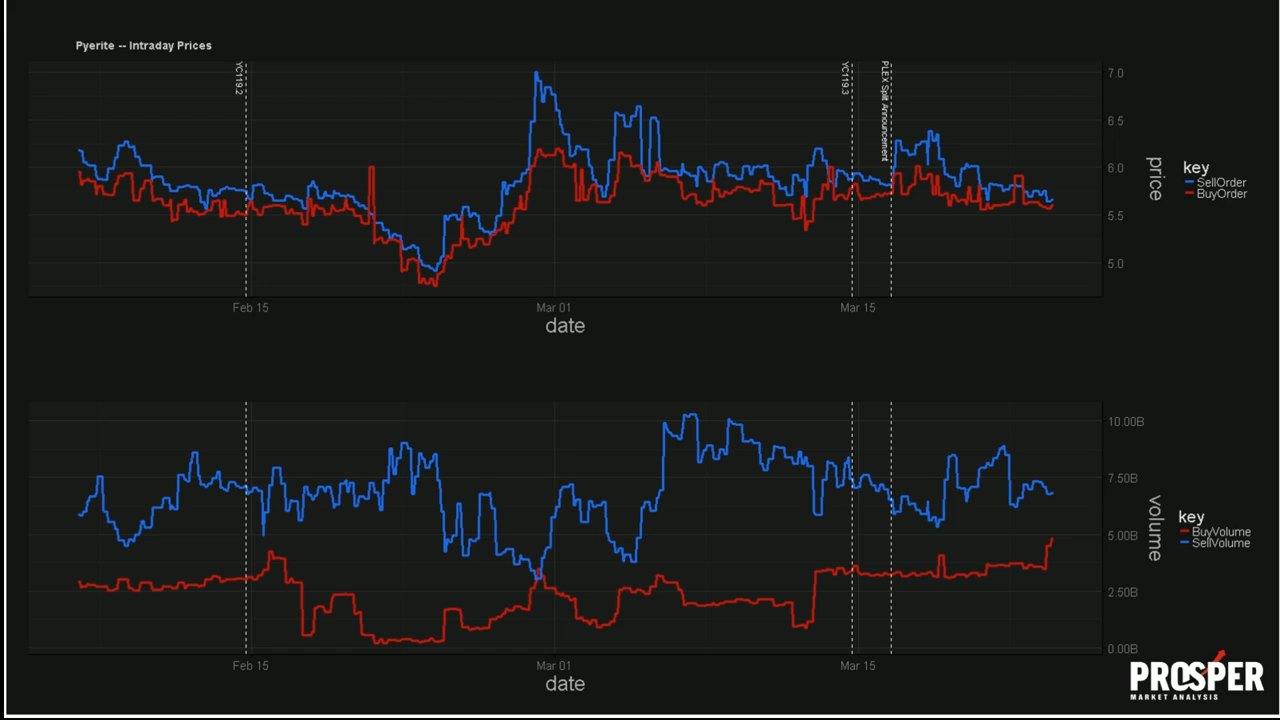 Pyerite -- Intraday Prices
YC119.2
YC119.3
PLEX Split Announcement
7.0
6.5
6.0
5.5
5.0
price
key
SellOrder
BuyOrder
Feb 15
Mar 01
Mar 15
date
10.00B
7.50B
5.00B
2.50B
0.00B
volume
key
BuyVolume
SellVolume
Feb 15
Mar 01
Mar 15
date
PROSPER
MARKET ANALYSIS